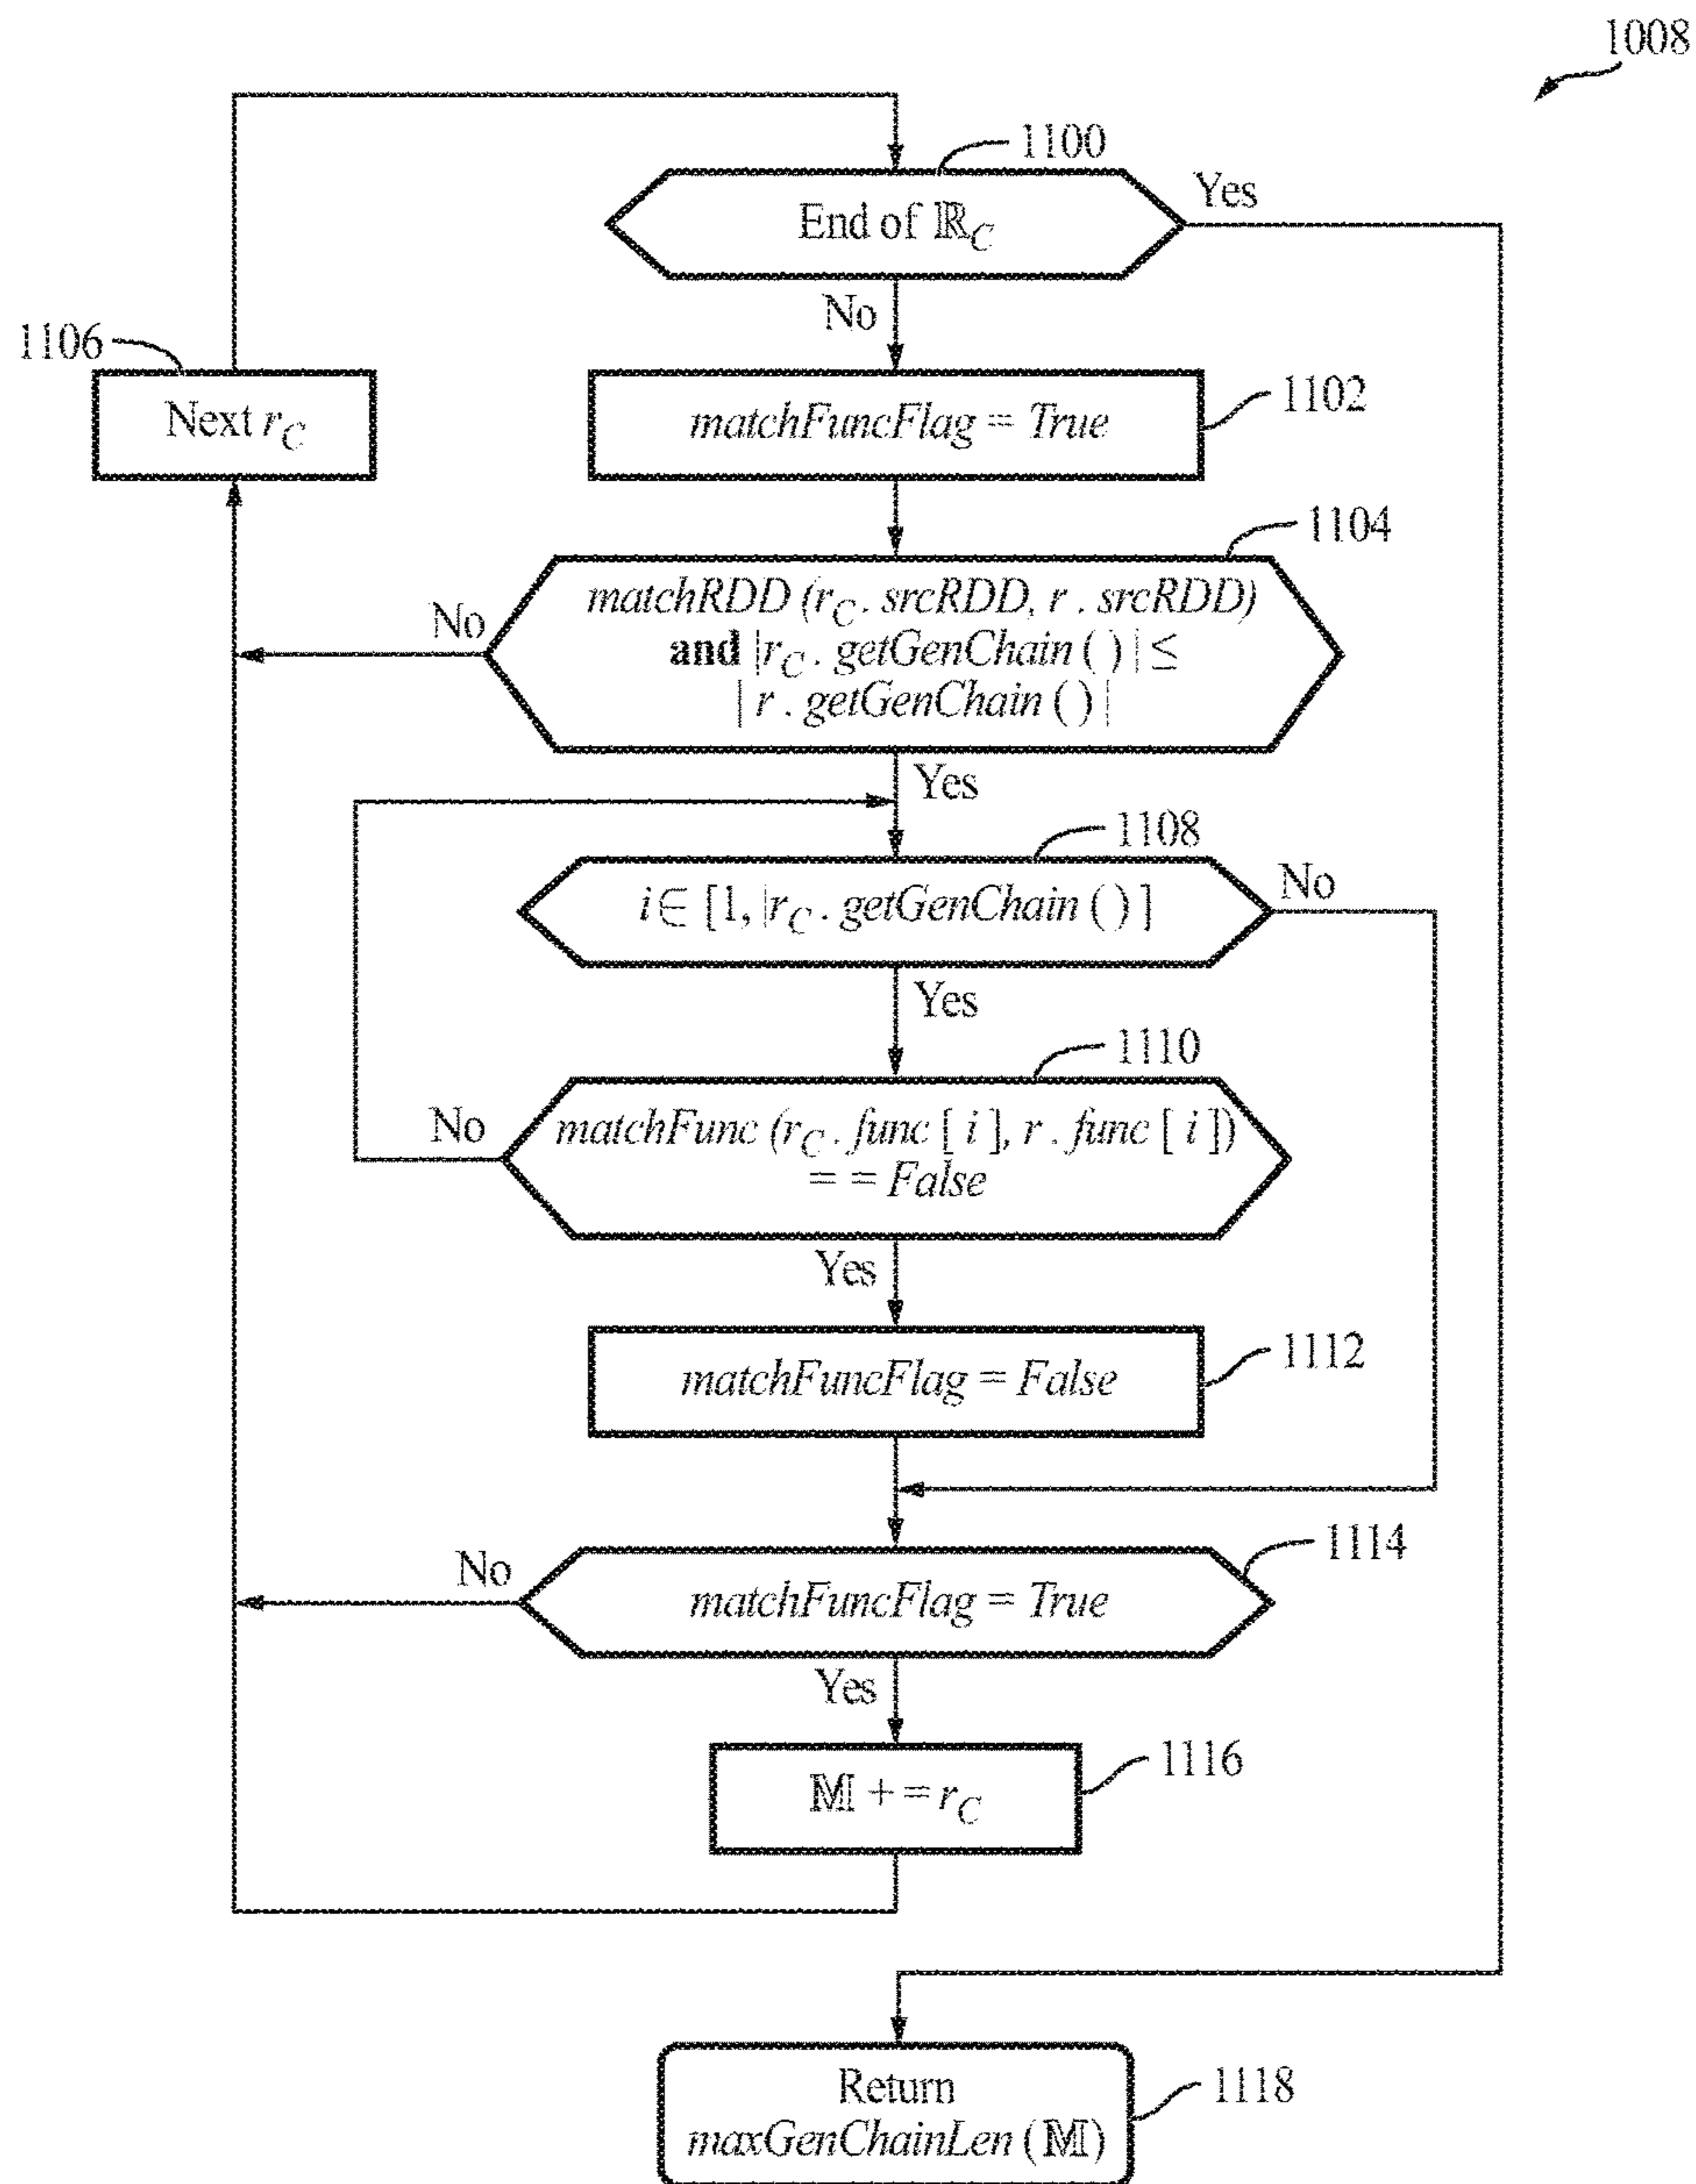 1008
1100
End of ℝC
Yes
No
1106
Next rC
matchFuncFlag = True
1102
1104
matchRDD (rC . srcRDD, r . srcRDD)
and |rC . getGenChain ( ) | ≤
| r . getGenChain ( ) |
No
Yes
1108
i ∈ [1, |rC . getGenChain ( ) ]
No
Yes
1110
matchFunc (rC . func [ i ], r . func [ i ])
= = False
No
Yes
matchFuncFlag = False
1112
1114
No
matchFuncFlag = True
Yes
1116
𝕄 + = rC
Return
maxGenChainLen ( 𝕄 )
1118